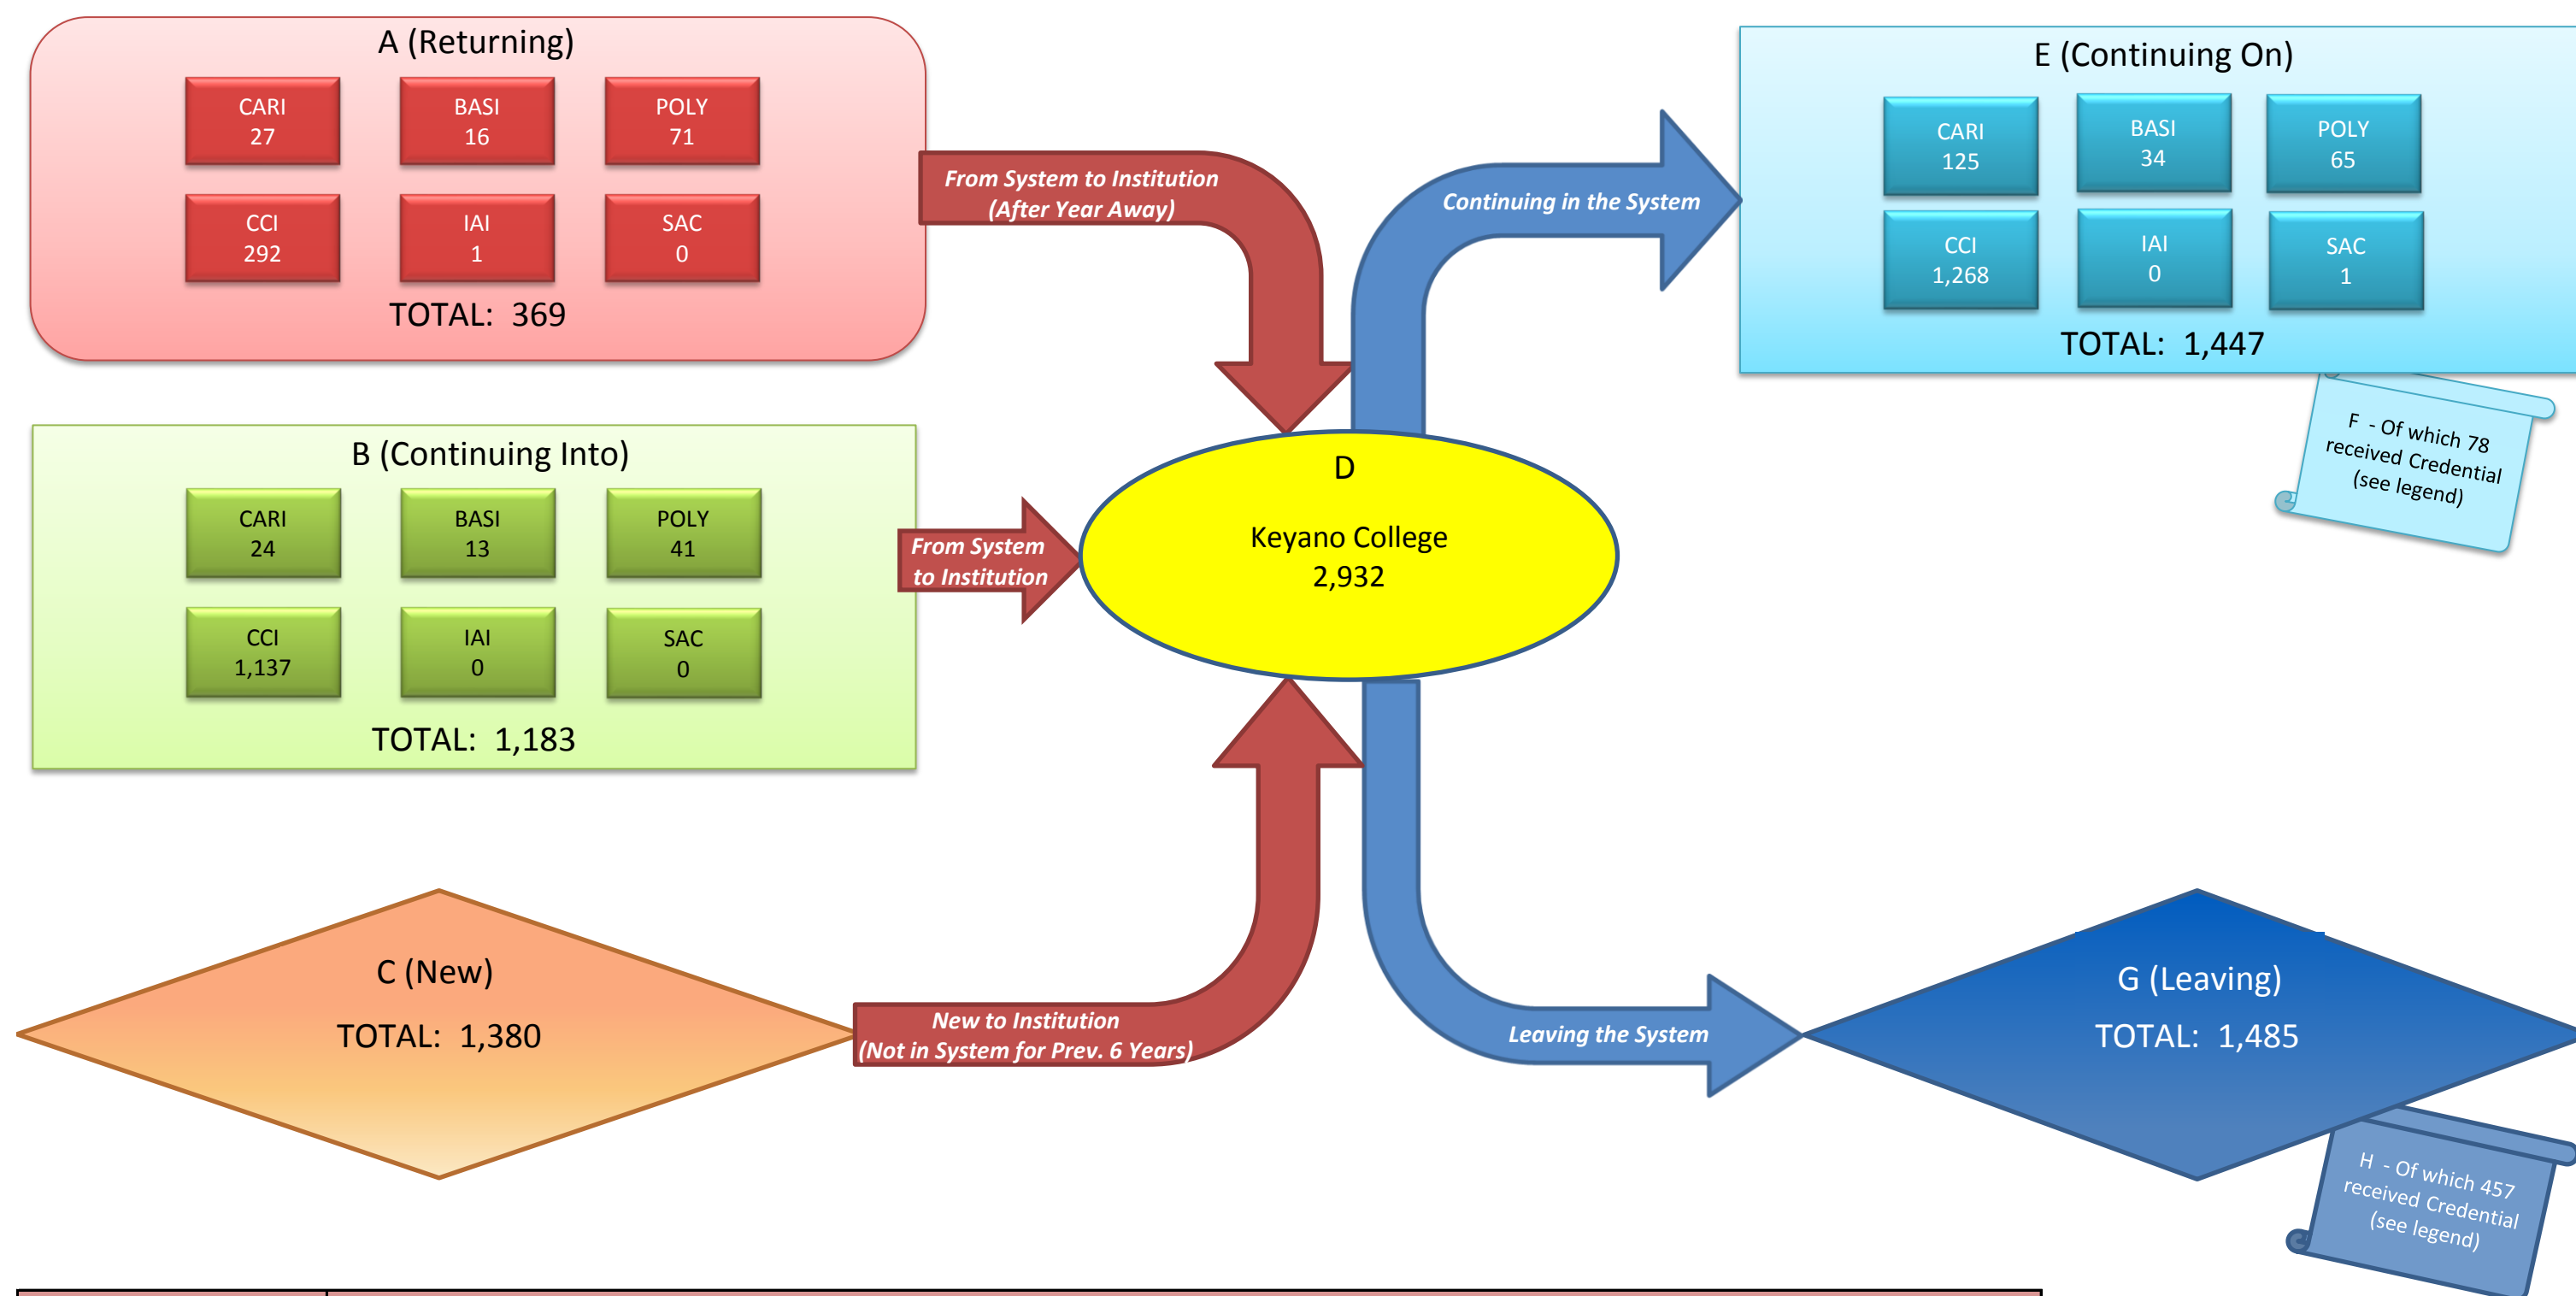 A (Returning)
CARI
27
BASI
16
POLY
71
CCI
292
IAI
1
SAC
0
TOTAL: 369
From System to Institution
(After Year Away)
B (Continuing Into)
CARI
24
BASI
13
POLY
41
CCI
1,137
IAI
0
SAC
0
TOTAL: 1,183
From System
to Institution
C (New)
TOTAL: 1,380
New to Institution
(Not in System for Prev. 6 Years)
D
Keyano College
2,932
Continuing in the System
E (Continuing On)
CARI
125
BASI
34
POLY
65
CCI
1,268
IAI
0
SAC
1
TOTAL: 1,447
F - Of which 78
received Credential
(see legend)
Leaving the System
G (Leaving)
TOTAL: 1,485
H - Of which 457
received Credential
(see legend)